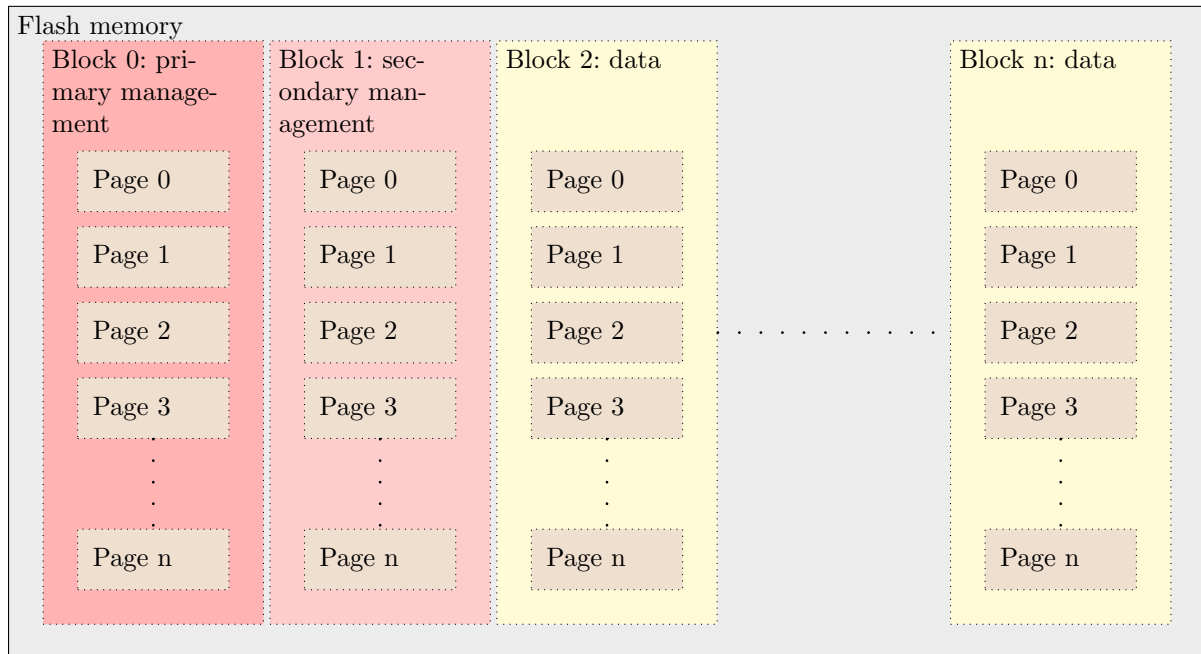 Flash memory
Block 0: pri-
mary manage-
ment
Page 0
Page 1
Page 2
Page 3
Page n
Block 1: sec-
ondary man-
agement
Page 0
Page 1
Page 2
Page 3
Page n
Block 2: data
Page 0
Page 1
Page 2
Page 3
Page n
Block n: data
Page 0
Page 1
Page 2
Page 3
Page n